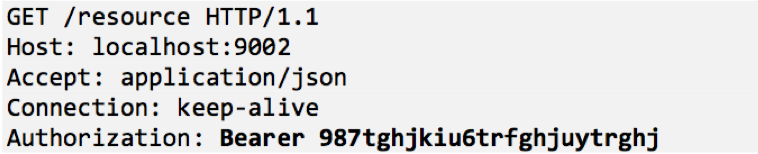 GET /resource HTTP/1.1
Host: localhost:9002
Accept: application/json
Connection: keep-alive
Authorization: Bearer 987tghjkiu6trfghjuytrghj